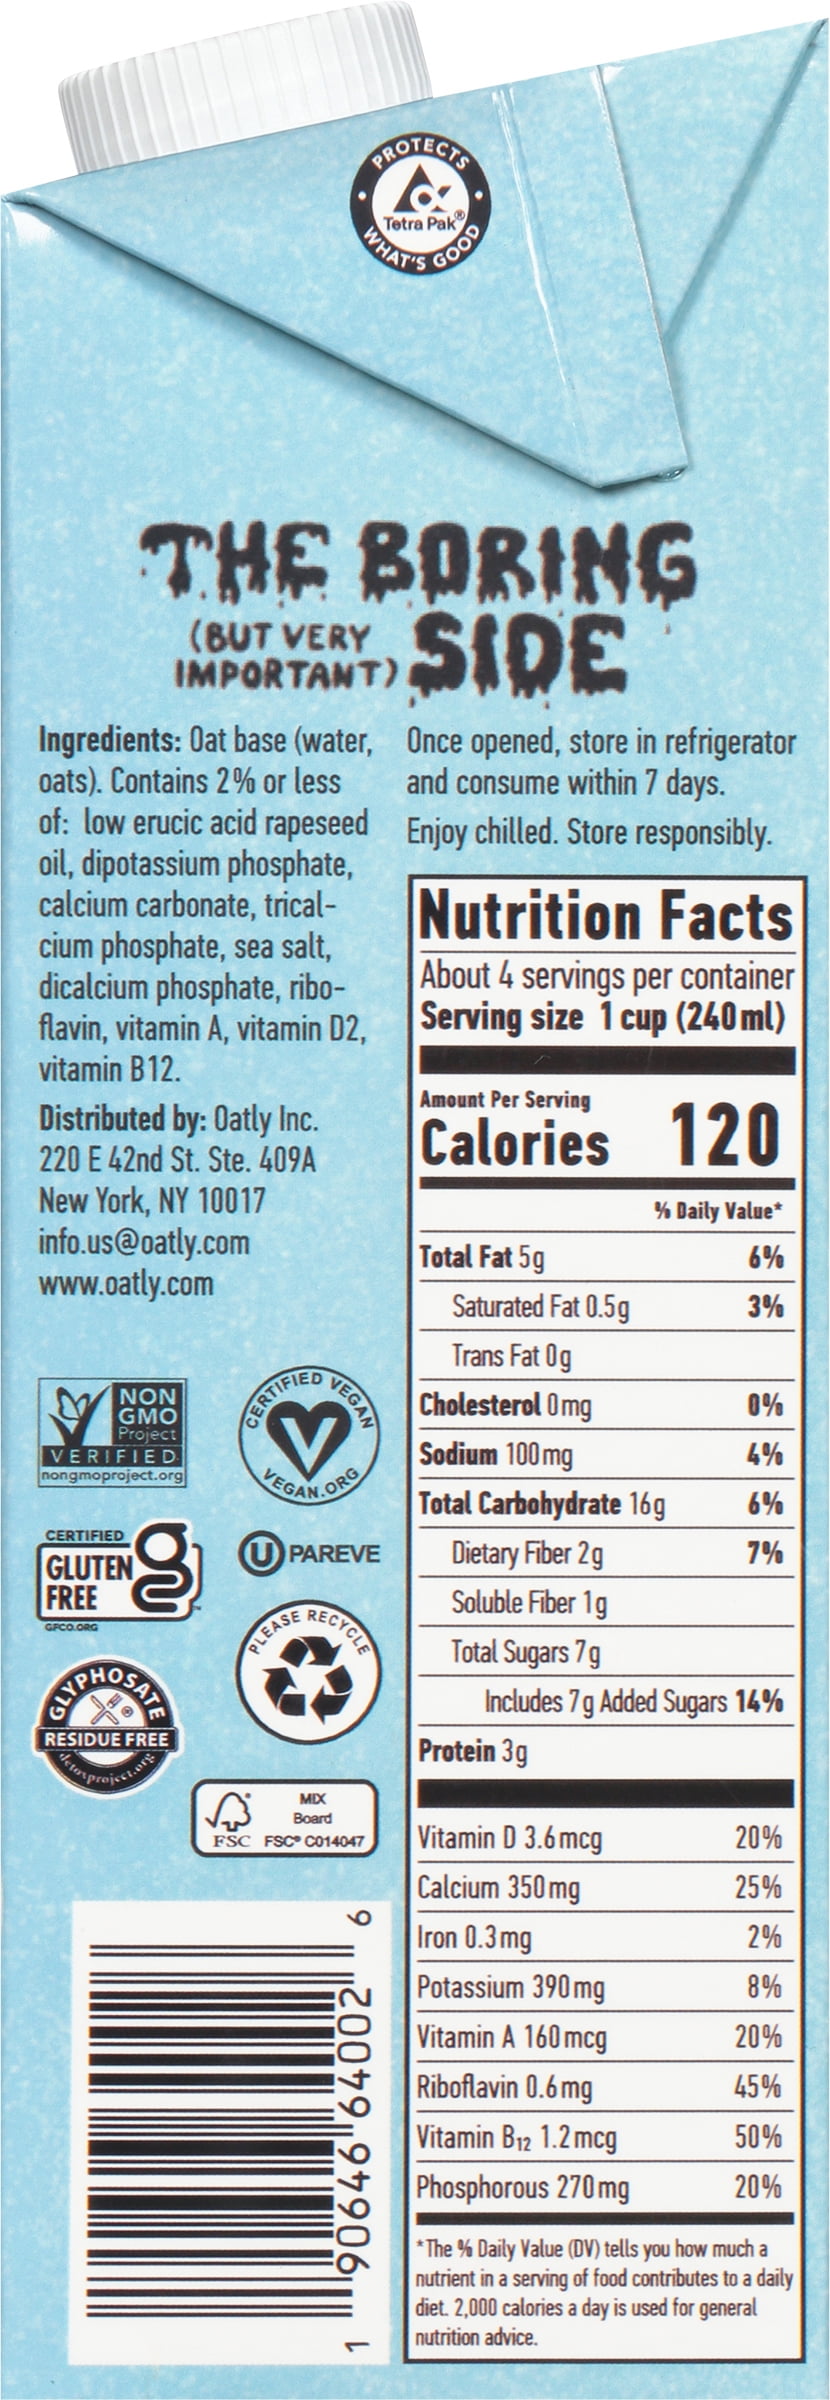 PROTECTS
Tetra Pak®
WHAT'S GOOD
THE BORING
(BUT VERY
IMPORTANT) SIDE
Ingredients: Oat base (water,
oats). Contains 2% or less
of: low erucic acid rapeseed
oil, dipotassium phosphate,
calcium carbonate, trical-
cium phosphate, sea salt,
dicalcium phosphate, ribo-
flavin, vitamin A, vitamin D2,
vitamin B12.
Distributed by: Oatly Inc.
220 E 42nd St. Ste. 409A
New York, NY 10017
info.us@oatly.com
www.oatly.com
NON
GMO
Project
VERIFIED
nongmoproject.org
CERTIFIED VEGAN
V
VEGAN.ORG
CERTIFIED
GLUTEN
FREE
g
GFCO.ORG
U PAREVE
PLEASE RECYCLE
GLYPHOSATE
RESIDUE FREE
detoxproject.org
FSC
MIX
Board
FSC® C014047
1 90646 64002 6
Once opened, store in refrigerator
and consume within 7 days.
Enjoy chilled. Store responsibly.
Nutrition Facts
About 4 servings per container
Serving size 1 cup (240 ml)
Amount Per Serving
Calories 120
% Daily Value*
Total Fat 5g 6%
Saturated Fat 0.5g 3%
Trans Fat 0g
Cholesterol 0mg 0%
Sodium 100mg 4%
Total Carbohydrate 16g 6%
Dietary Fiber 2g 7%
Soluble Fiber 1g
Total Sugars 7g
Includes 7g Added Sugars 14%
Protein 3g
Vitamin D 3.6mcg 20%
Calcium 350mg 25%
Iron 0.3mg 2%
Potassium 390mg 8%
Vitamin A 160mcg 20%
Riboflavin 0.6mg 45%
Vitamin B12 1.2mcg 50%
Phosphorous 270mg 20%
*The % Daily Value (DV) tells you how much a
nutrient in a serving of food contributes to a daily
diet. 2,000 calories a day is used for general
nutrition advice.